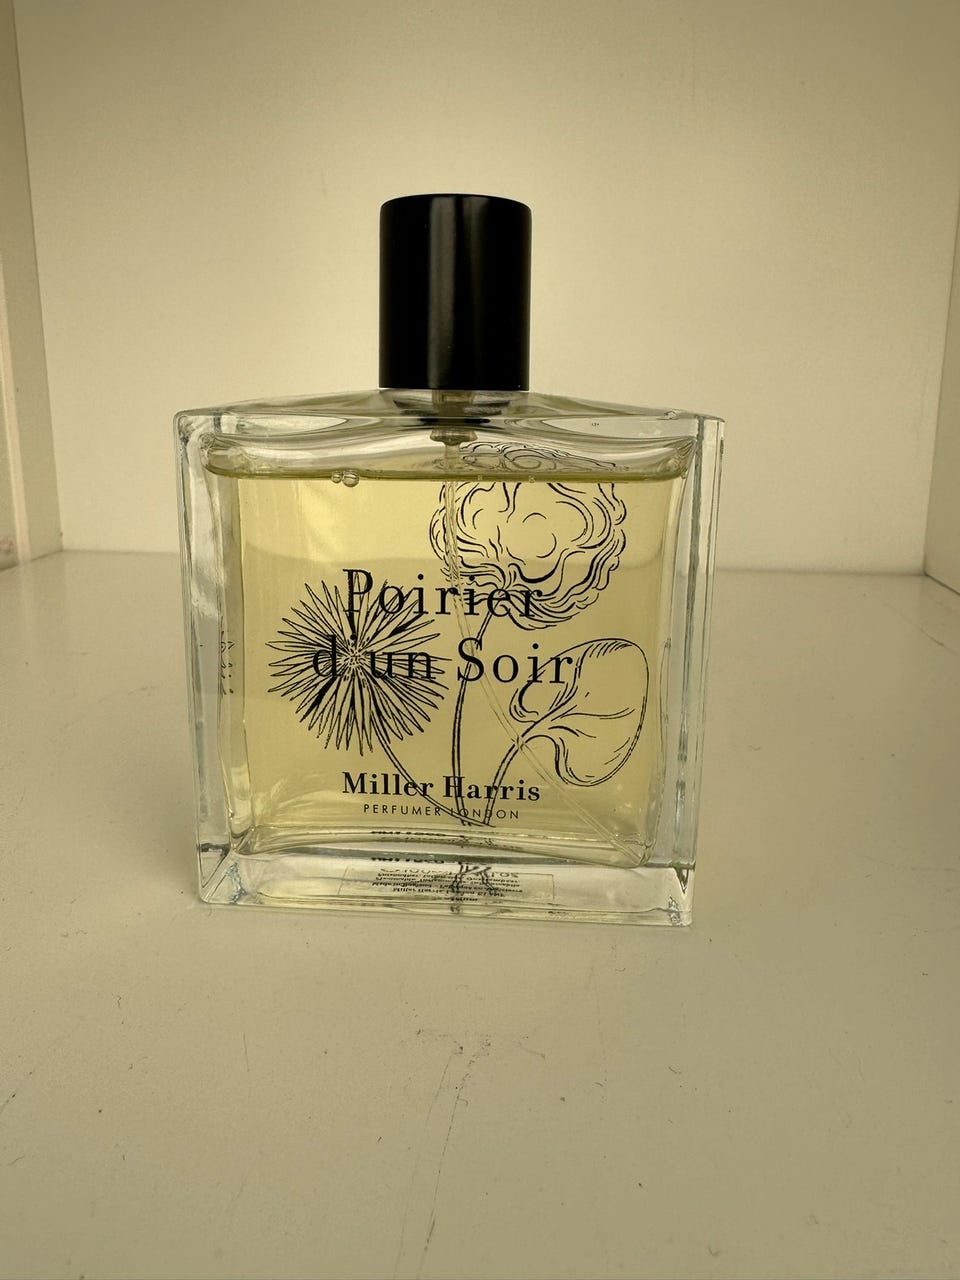 Poirier
d'un Soir
Miller Harris
PERFUMER LONDON